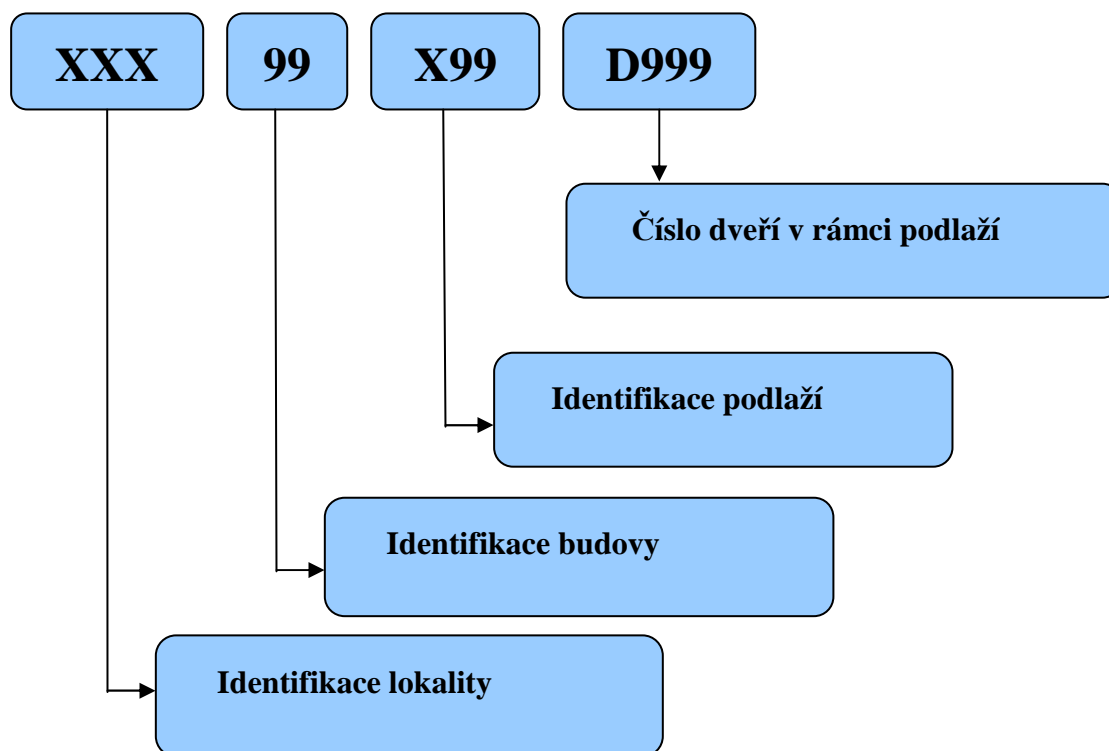 XXX 99 X99 D999
Číslo dveří v rámci podlaží
Identifikace podlaží
Identifikace budovy
Identifikace lokality